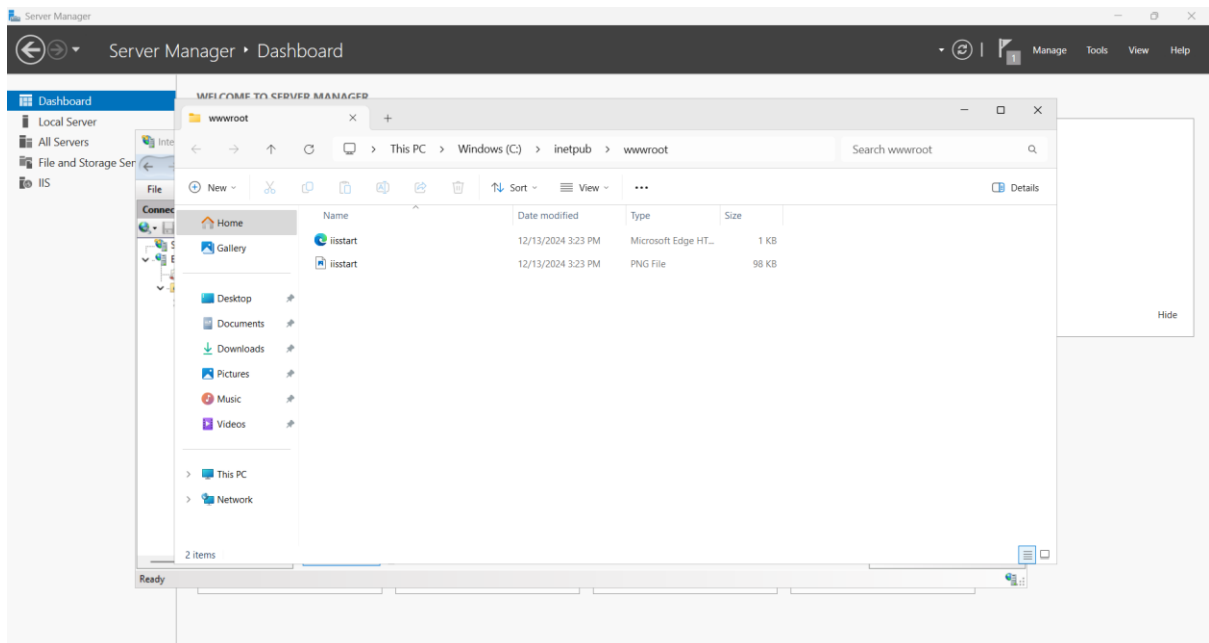 Server Manager
Server Manager • Dashboard
1
Manage Tools View Help
Dashboard
Local Server
All Servers
File and Storage Ser
IIS
WELCOME TO SERVER MANAGER
Hide
Inte
File
Connec
Ready
wwwroot
This PC > Windows (C:) > inetpub > wwwroot
Search wwwroot
New
Sort
View
Details
Home
Gallery
Desktop
Documents
Downloads
Pictures
Music
Videos
This PC
Network
Name Date modified Type Size
iisstart 12/13/2024 3:23 PM Microsoft Edge HT... 1 KB
iisstart 12/13/2024 3:23 PM PNG File 98 KB
2 items